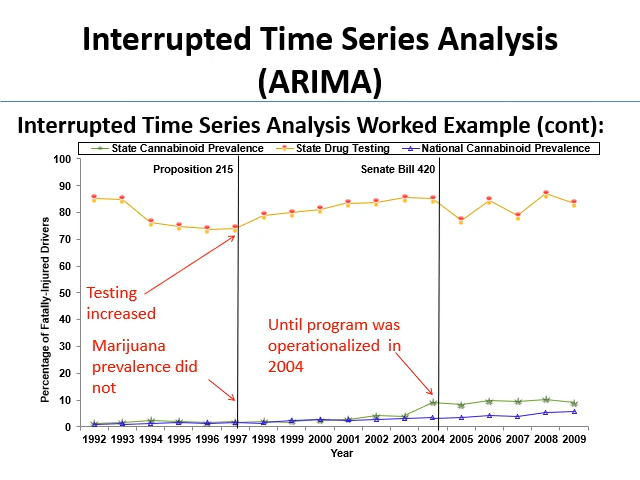 Interrupted Time Series Analysis
(ARIMA)
Interrupted Time Series Analysis Worked Example (cont):
State Cannabinoid Prevalence State Drug Testing National Cannabinoid Prevalence
100
90
80
70
60
50
40
30
20
10
0
Percentage of Fatally-Injured Drivers
Proposition 215
Senate Bill 420
Testing
increased
Marijuana
prevalence did
not
Until program was
operationalized in
2004
1992 1993 1994 1995 1996 1997 1998 1999 2000 2001 2002 2003 2004 2005 2006 2007 2008 2009
Year